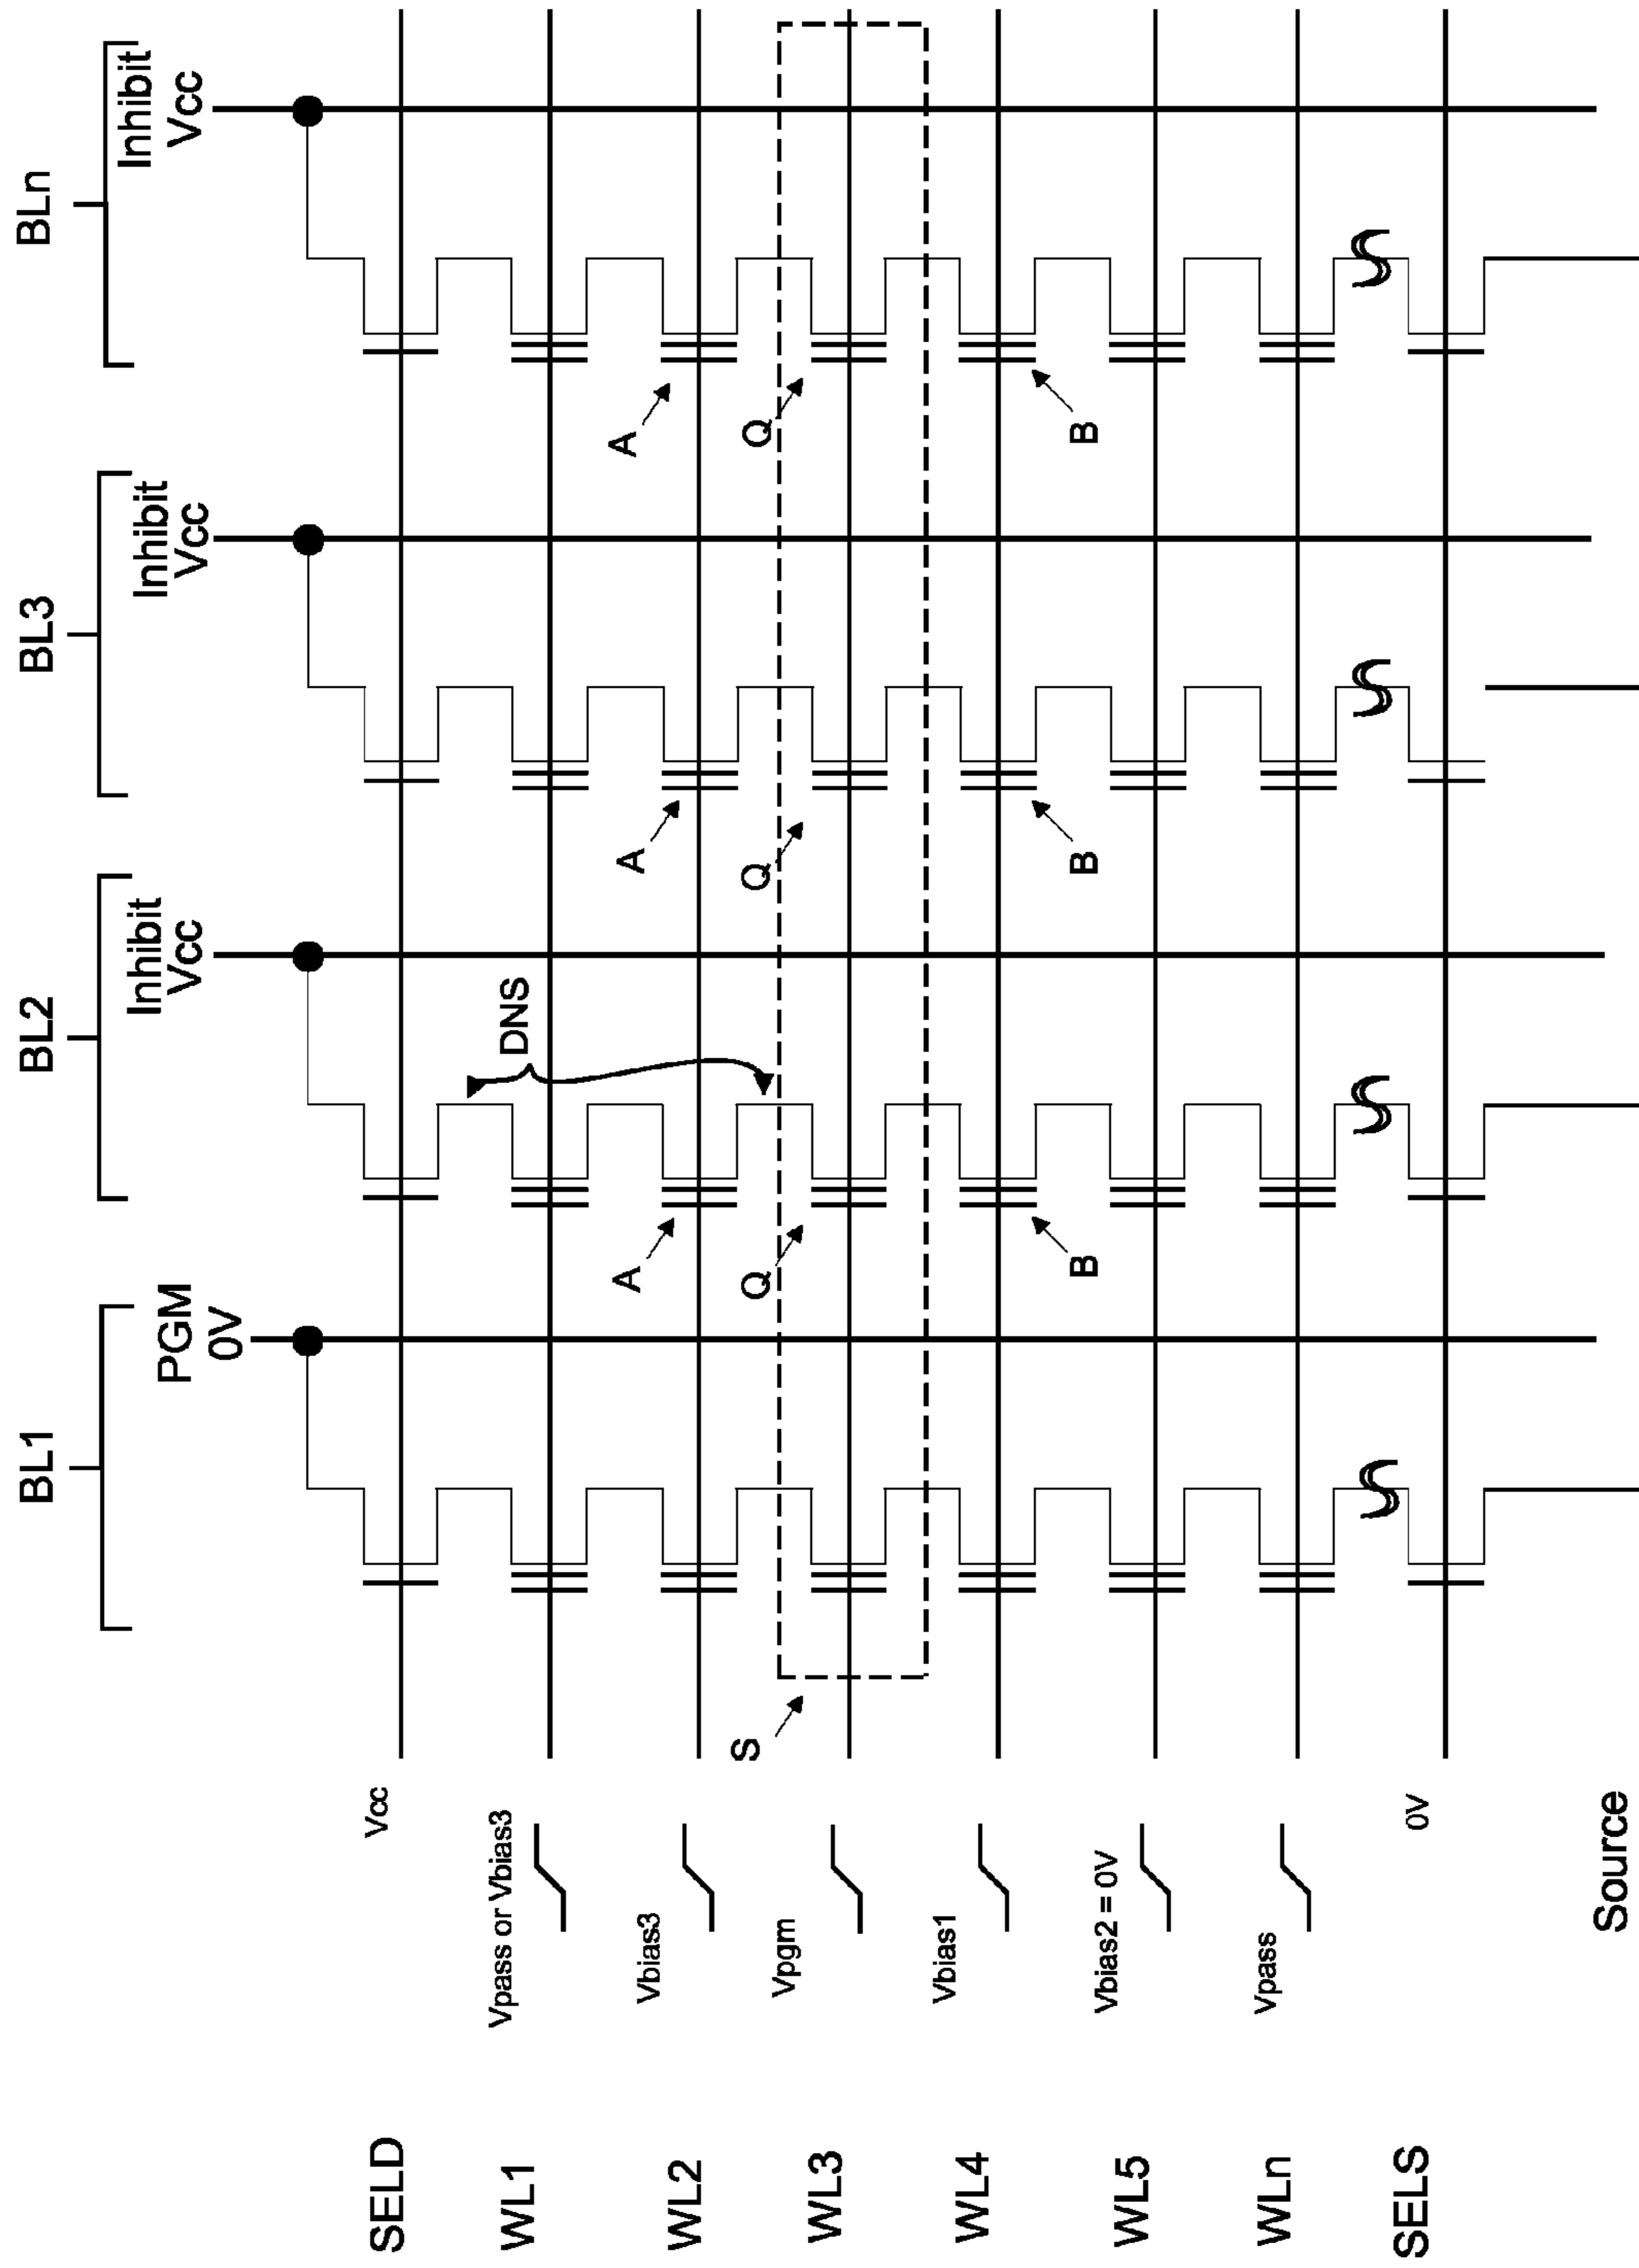 BL1 BL2 BL3 BLn
PGM Inhibit Inhibit Inhibit
0V Vcc Vcc Vcc
SELD Vcc
WL1 Vpass or Vbias3 DNS
WL2 Vbias3 A A A
S Q Q Q
WL3 Vpgm
WL4 Vbias1
B B B
WL5 Vbias2 = 0V
WLn Vpass
SELS 0V
Source